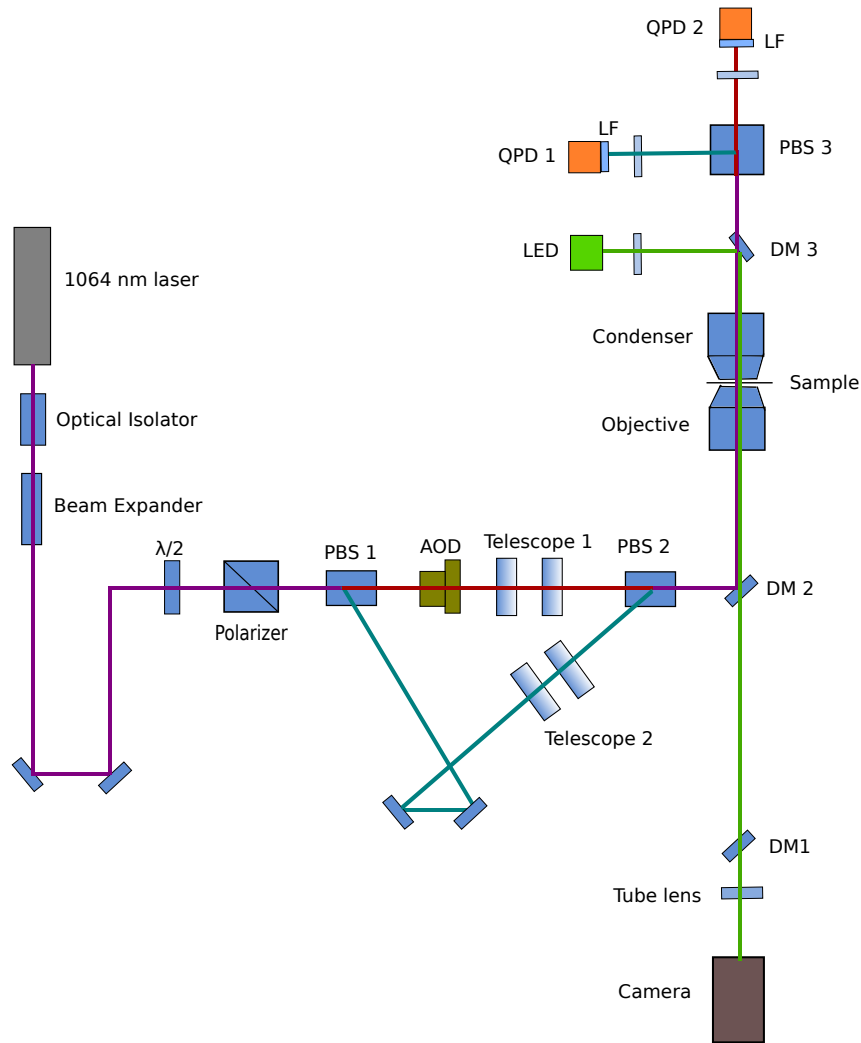 QPD 2
LF
LF
QPD 1
PBS 3
LED
DM 3
1064 nm laser
Condenser
Sample
Optical Isolator
Objective
Beam Expander
λ/2
PBS 1
AOD
Telescope 1
PBS 2
DM 2
Polarizer
Telescope 2
DM1
Tube lens
Camera